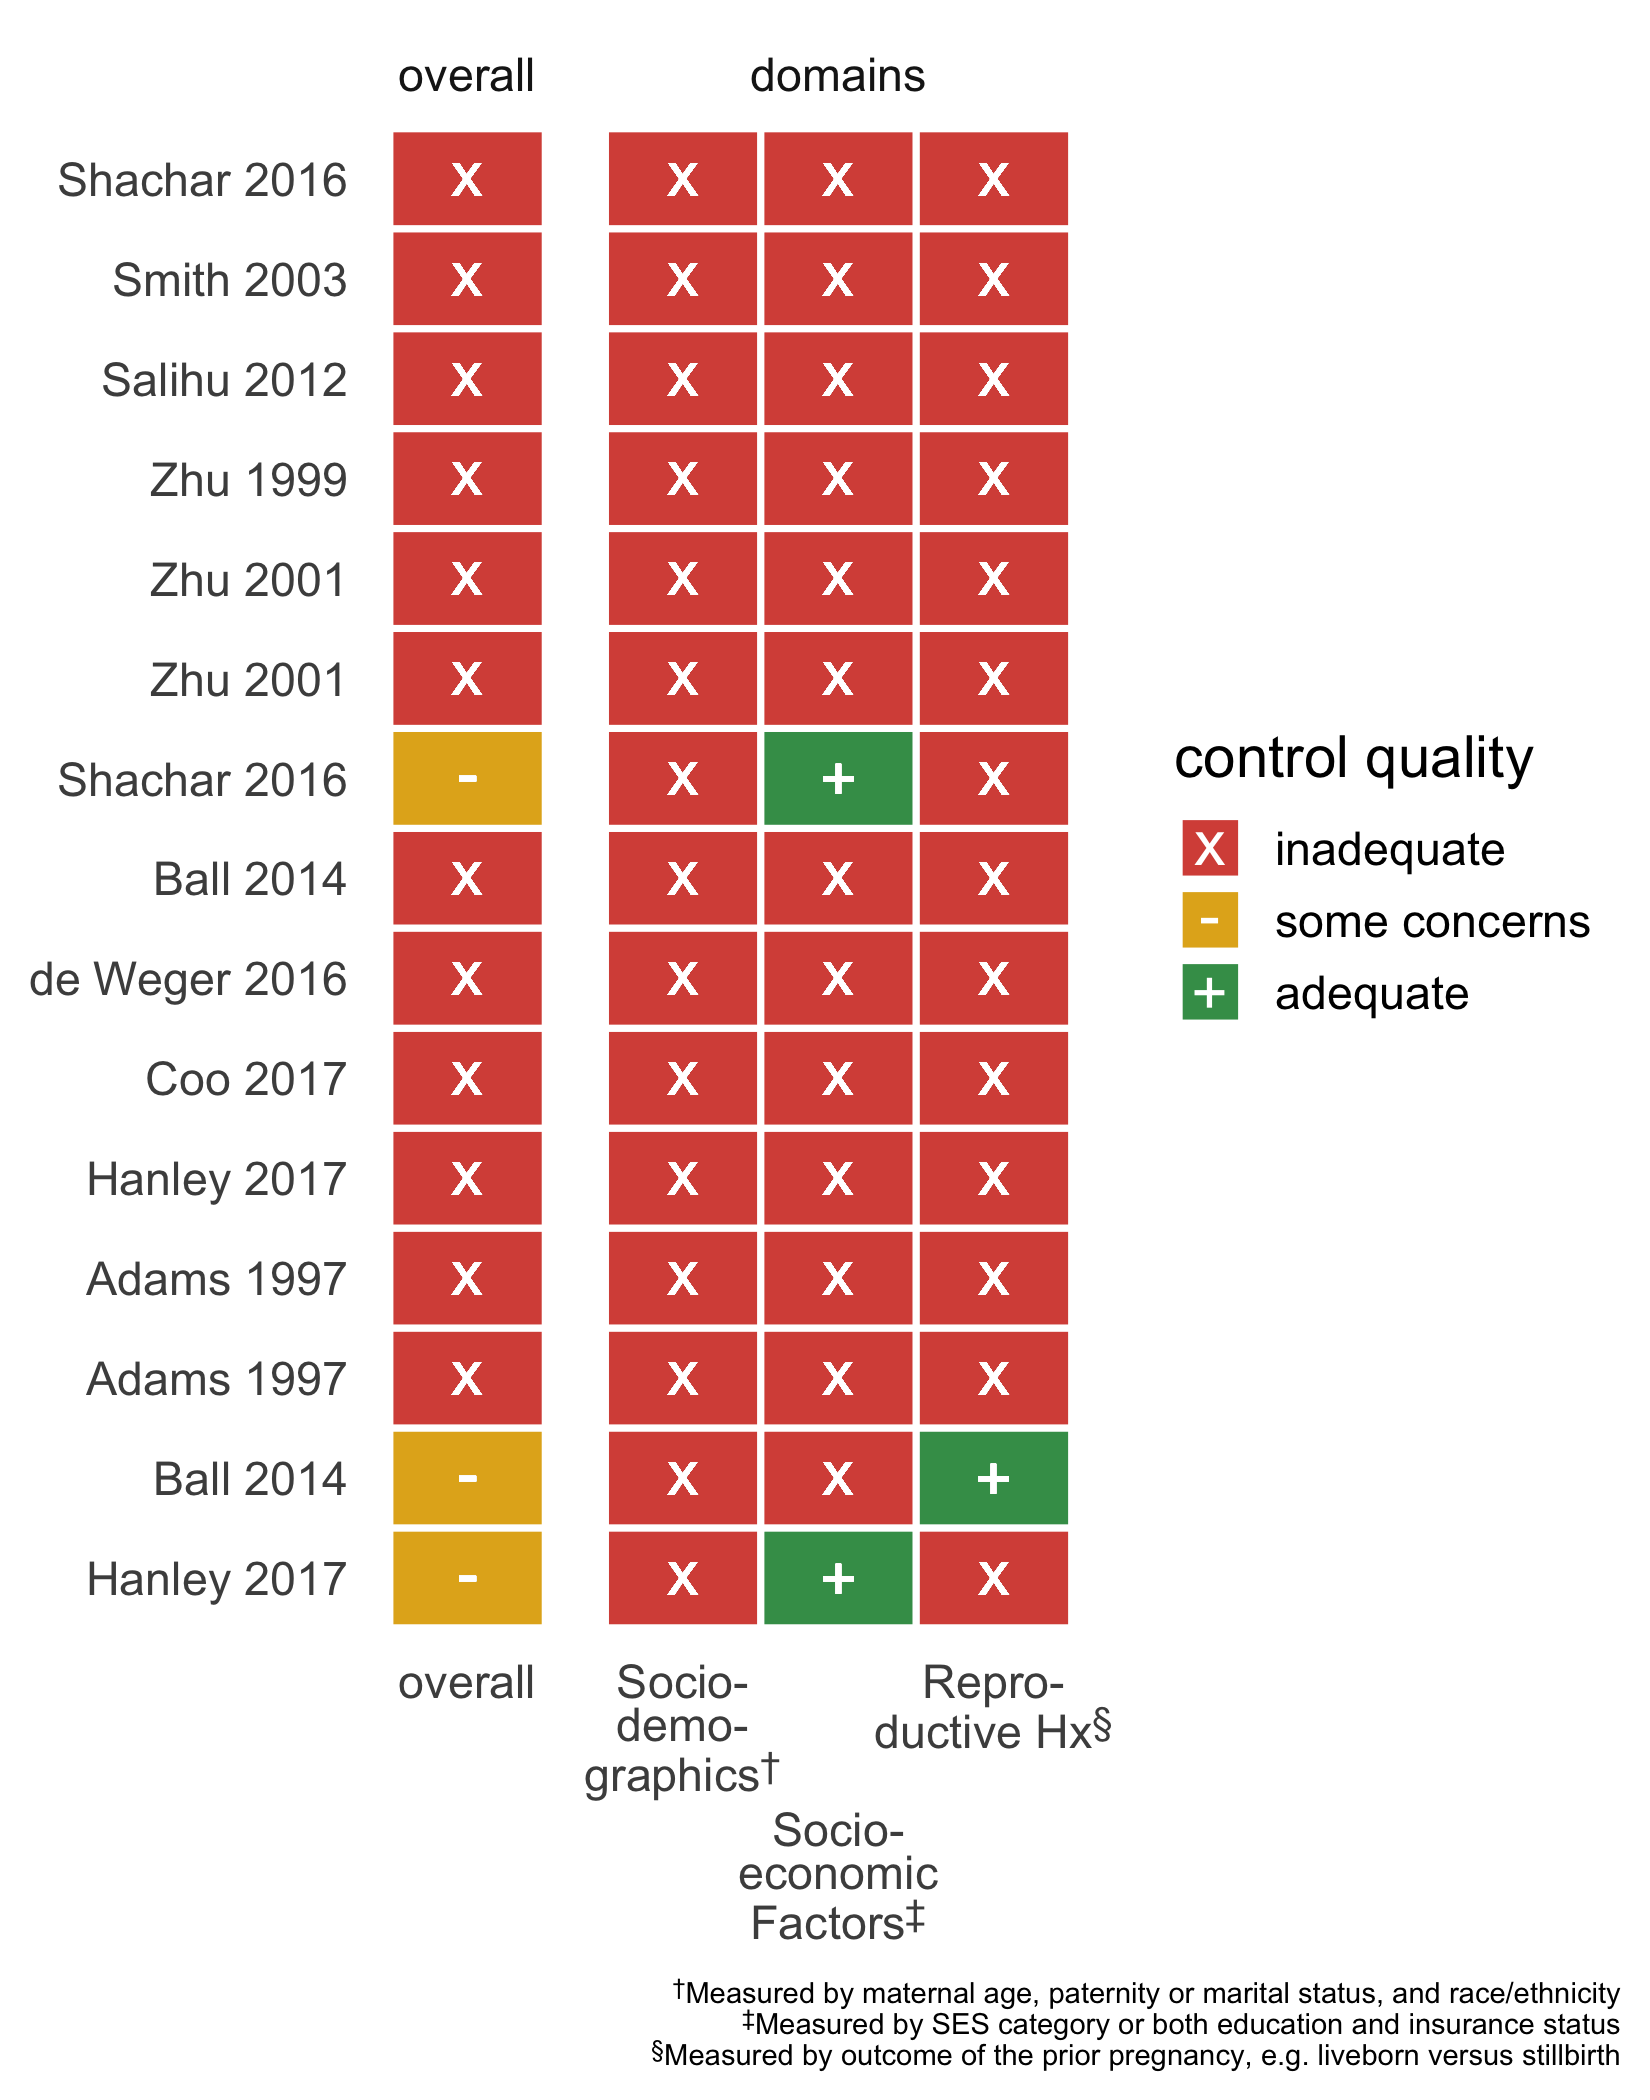 overall domains
Shachar 2016 x x x x
Smith 2003 x x x x
Salihu 2012 x x x x
Zhu 1999 x x x x
Zhu 2001 x x x x
Zhu 2001 x x x x
Shachar 2016 - x + x
Ball 2014 x x x x
de Weger 2016 x x x x
Coo 2017 x x x x
Hanley 2017 x x x x
Adams 1997 x x x x
Adams 1997 x x x x
Ball 2014 - x x +
Hanley 2017 - x + x
control quality
x inadequate
- some concerns
+ adequate
overall
Socio-
demo-
graphics†
Socio-
economic
Factors‡
Repro-
ductive Hx§
†Measured by maternal age, paternity or marital status, and race/ethnicity
‡Measured by SES category or both education and insurance status
§Measured by outcome of the prior pregnancy, e.g. liveborn versus stillbirth